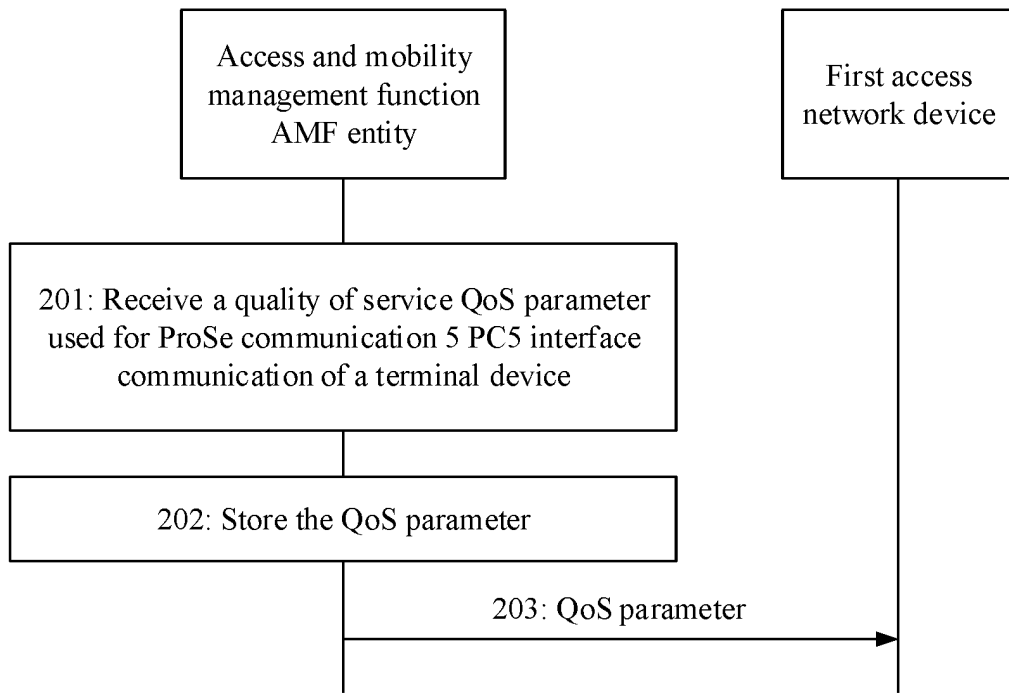 Access and mobility
management function
AMF entity
First access
network device
201: Receive a quality of service QoS parameter
used for ProSe communication 5 PC5 interface
communication of a terminal device
202: Store the QoS parameter
203: QoS parameter